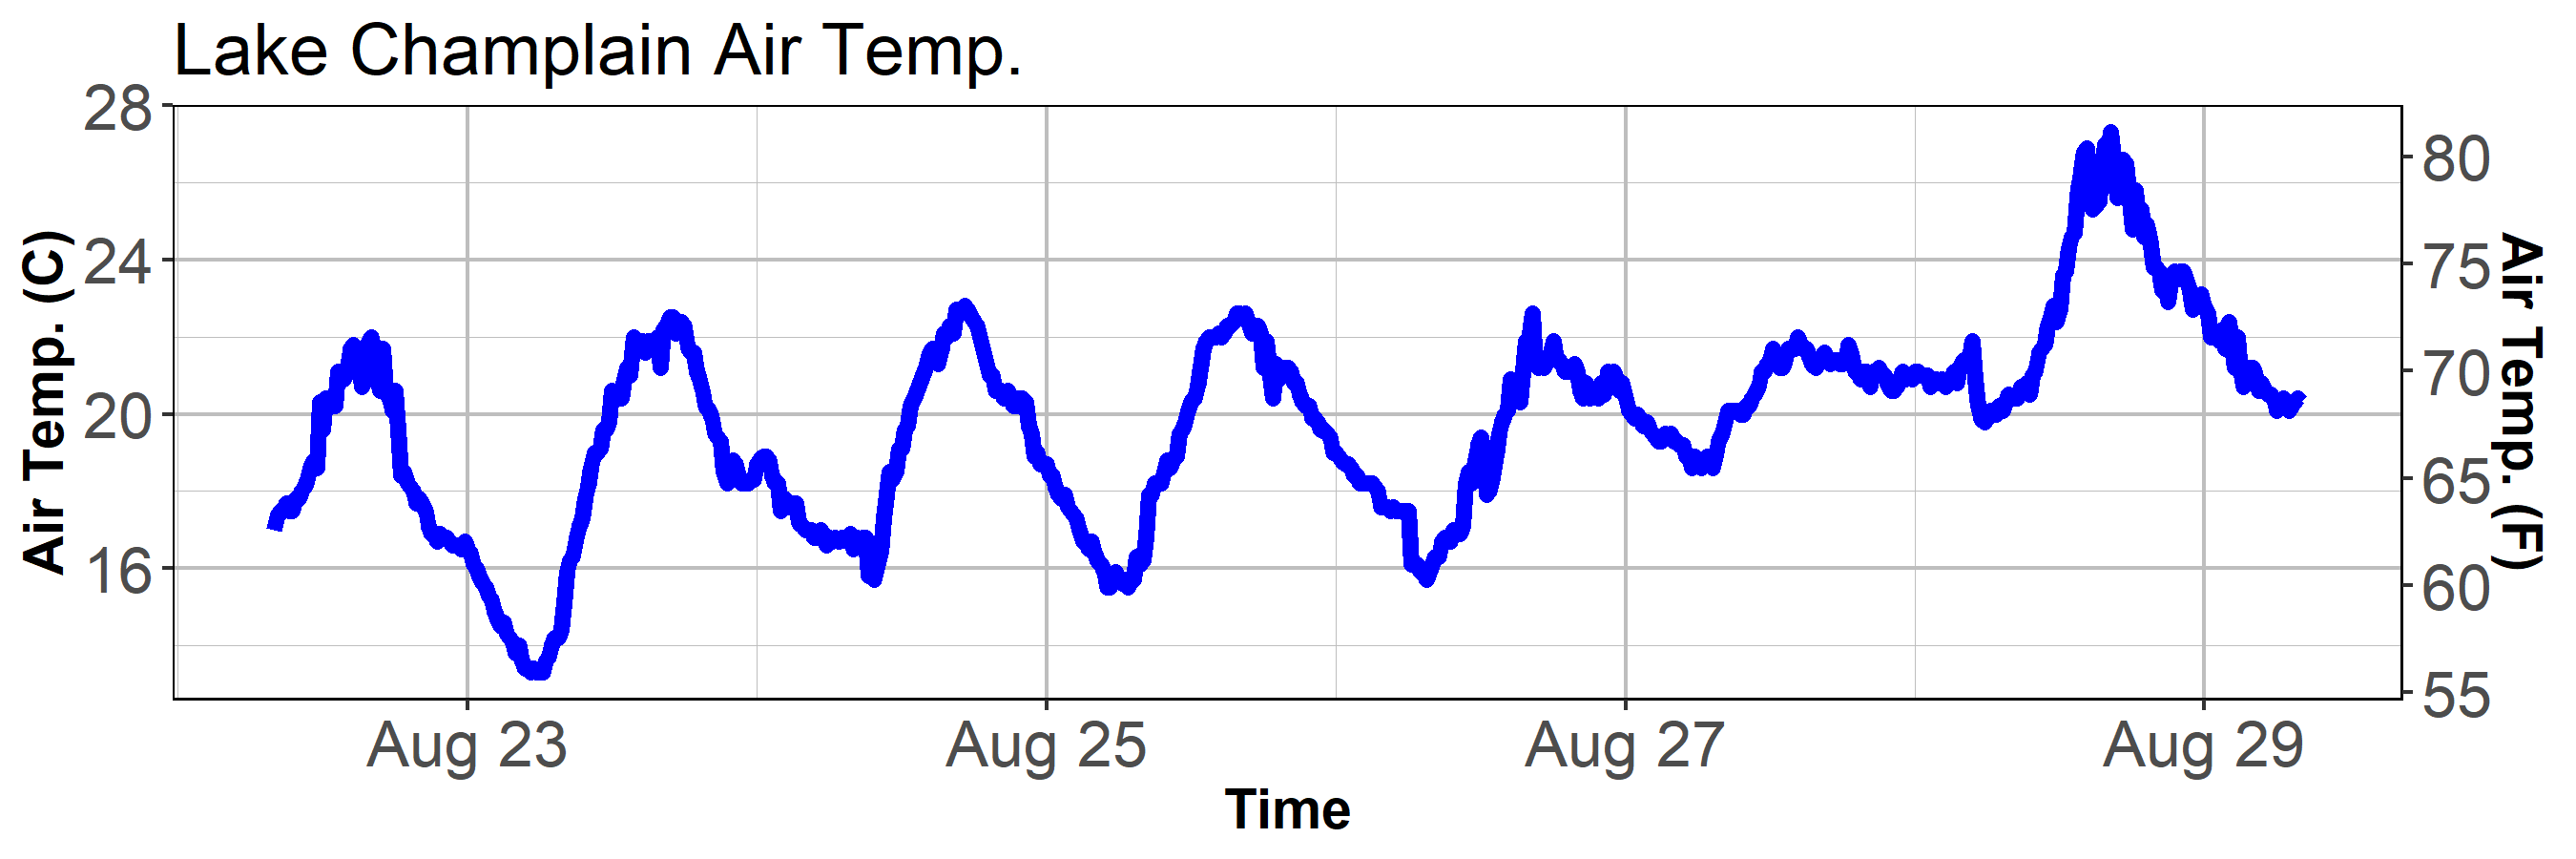 Lake Champlain Air Temp.
Air Temp. (C)
28
24
20
16
80
75
70
65
60
55
Air Temp. (F)
Aug 23
Aug 25
Aug 27
Aug 29
Time